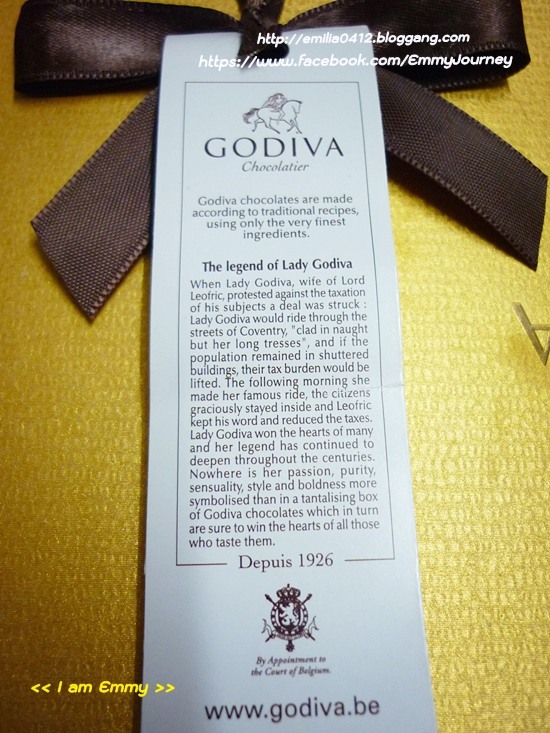 http://emilia0412.bloggang.com
https://www.facebook.com/EmmyJourney
GODIVA
Chocolatier
Godiva chocolates are made
according to traditional recipes,
using only the very finest
ingredients.
The legend of Lady Godiva
When Lady Godiva, wife of Lord
Leofric, protested against the taxation
of his subjects a deal was struck :
Lady Godiva would ride through the
streets of Coventry, "clad in naught
but her long tresses", and if the
population remained in shuttered
buildings, their tax burden would be
lifted. The following morning she
made her famous ride, the citizens
graciously stayed inside and Leofric
kept his word and reduced the taxes.
Lady Godiva won the hearts of many
and her legend has continued to
deepen throughout the centuries.
Nowhere is her passion, purity,
sensuality, style and boldness more
symbolised than in a tantalising box
of Godiva chocolates which in turn
are sure to win the hearts of all those
who taste them.
Depuis 1926
By Appointment to
the Court of Belgium.
<< I am Emmy >>
www.godiva.be